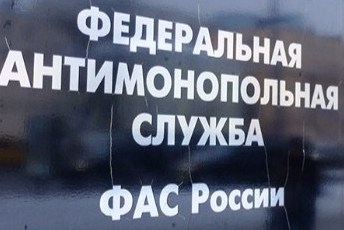 ФЕДЕРАЛЬНАЯ
АНТИМОНОПОЛЬНАЯ
СЛУЖБА
ФАС России